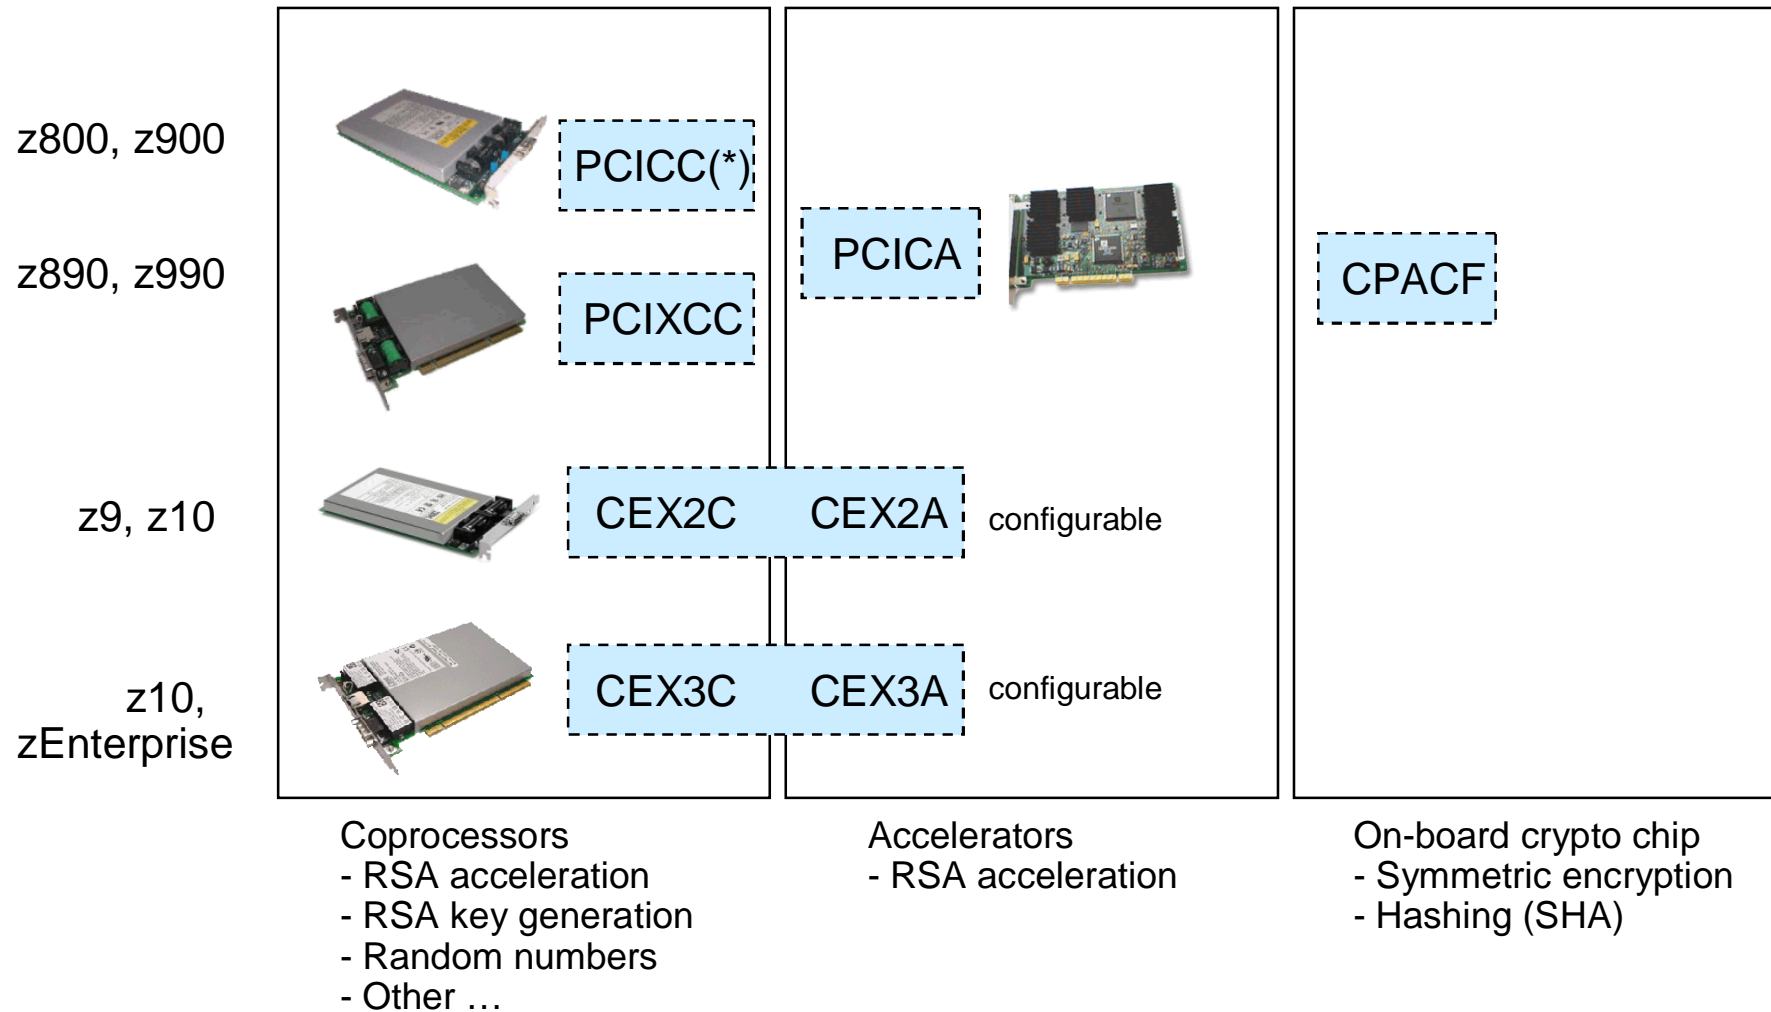 z800, z900
PCICC(*)
PCICA
z890, z990
PCIXCC
CPACF
z9, z10
CEX2C
CEX2A
configurable
z10,
zEnterprise
CEX3C
CEX3A
configurable
Coprocessors
- RSA acceleration
- RSA key generation
- Random numbers
- Other …
Accelerators
- RSA acceleration
On-board crypto chip
- Symmetric encryption
- Hashing (SHA)